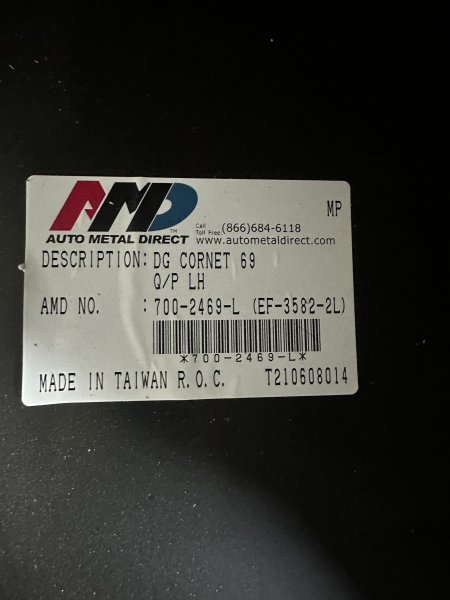 AMD
AUTO METAL DIRECT™
Call Toll Free: (866)684-6118
www.autometaldirect.com
MP
DESCRIPTION: DG CORNET 69
Q/P LH
AMD NO. : 700-2469-L (EF-3582-2L)
*700-2469-L*
MADE IN TAIWAN R.O.C. T210608014